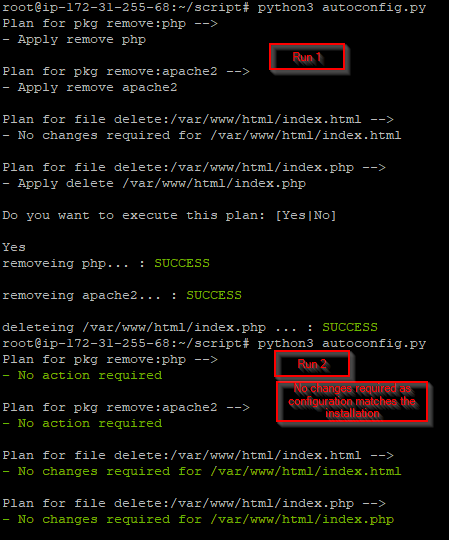 root@ip-172-31-255-68:~/script# python3 autoconfig.py
Plan for pkg remove:php -->
- Apply remove php
Run 1
Plan for pkg remove:apache2 -->
- Apply remove apache2
Plan for file delete:/var/www/html/index.html -->
- No changes required for /var/www/html/index.html
Plan for file delete:/var/www/html/index.php -->
- Apply delete /var/www/html/index.php
Do you want to execute this plan: [Yes|No]
Yes
removeing php... : SUCCESS
removeing apache2... : SUCCESS
deleteing /var/www/html/index.php ... : SUCCESS
root@ip-172-31-255-68:~/script# python3 autoconfig.py
Plan for pkg remove:php -->
Run 2
- No action required
No changes required as
configuration matches the
installation
Plan for pkg remove:apache2 -->
- No action required
Plan for file delete:/var/www/html/index.html -->
- No changes required for /var/www/html/index.html
Plan for file delete:/var/www/html/index.php -->
- No changes required for /var/www/html/index.php